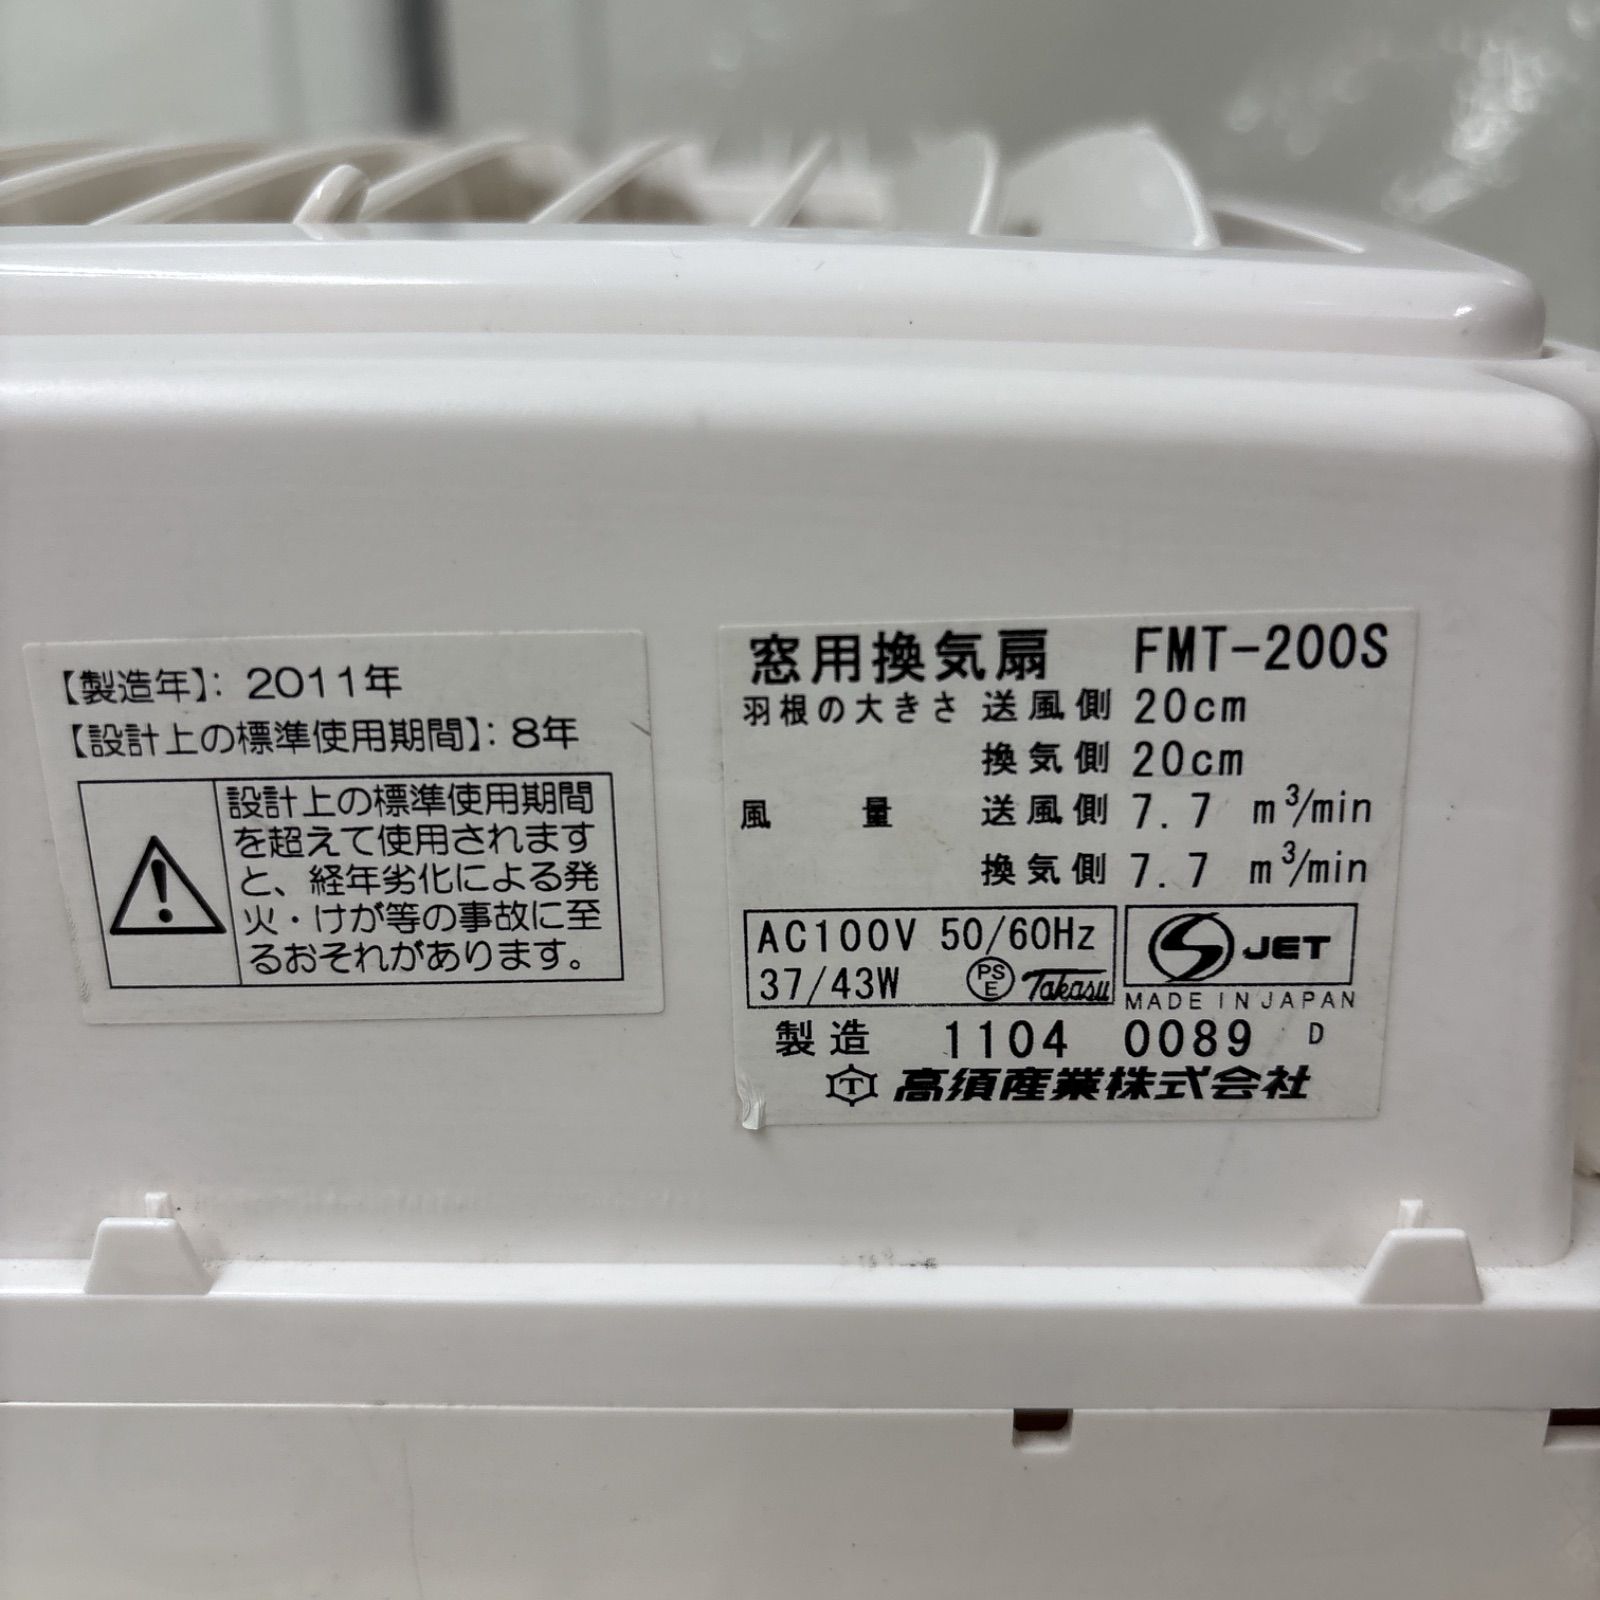 【製造年】: 2011年
【設計上の標準使用期間】: 8年
設計上の標準使用期間
を超えて使用されます
と、経年劣化による発
火・けが等の事故に至
るおそれがあります。
窓用換気扇 FMT-200S
羽根の大きさ 送風側 20cm
換気側 20cm
風量 送風側 7.7 m³/min
換気側 7.7 m³/min
AC100V 50/60Hz
37/43W PSE Takasu
S JET
MADE IN JAPAN
製造 1104 0089 D
T 高須産業株式会社